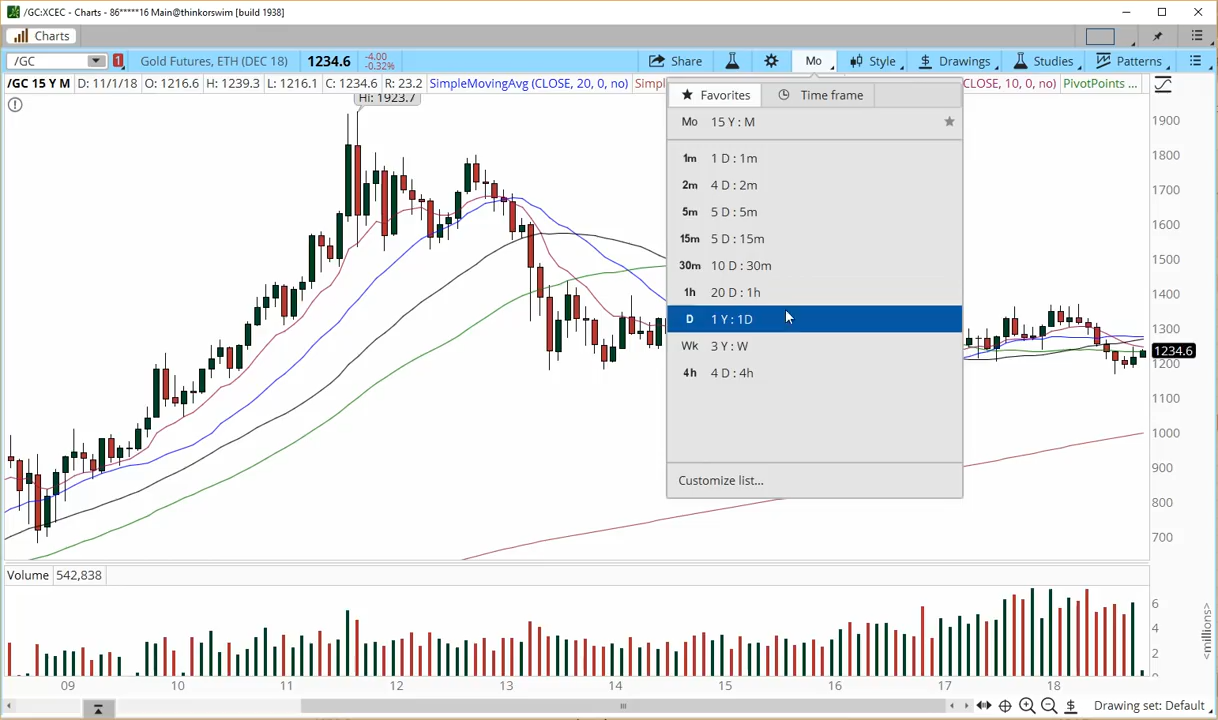 /GC:XCEC - Charts - 86*****16 Main@thinkorswim [build 1938]
Charts
/GC 1 Gold Futures, ETH (DEC 18) 1234.6 -4.00 -0.32% Share Mo Style Drawings Studies Patterns
/GC 15 Y M D: 11/1/18 O: 1216.6 H: 1239.3 L: 1216.1 C: 1234.6 R: 23.2 SimpleMovingAvg (CLOSE, 20, 0, no) Simpl CLOSE, 10, 0, no) PivotPoints ...
Hi: 1923.7
Favorites Time frame
Mo 15 Y : M
1m 1 D : 1m
2m 4 D : 2m
5m 5 D : 5m
15m 5 D : 15m
30m 10 D : 30m
1h 20 D : 1h
D 1 Y : 1D
Wk 3 Y : W
4h 4 D : 4h
Customize list...
1900
1800
1700
1600
1500
1400
1300
1234.6
1200
1100
1000
900
800
700
Volume 542,838
6
4
2
<millions>
09 10 11 12 13 14 15 16 17 18
Drawing set: Default